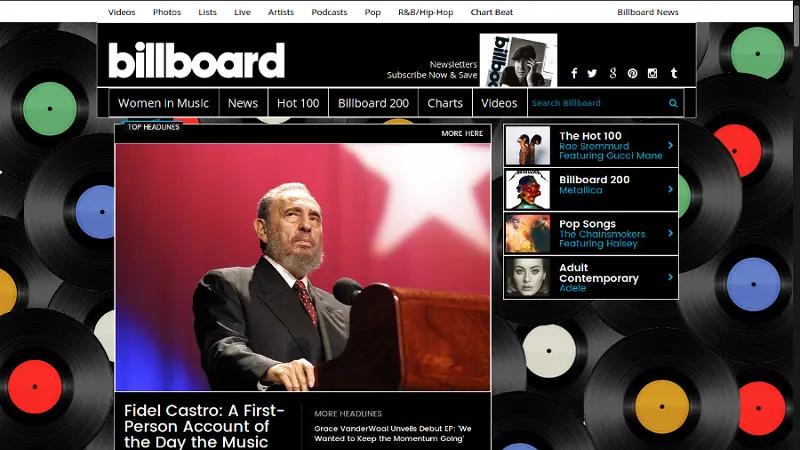 Videos Photos Lists Live Artists Podcasts Pop R&B/Hip-Hop Chart Beat Billboard News
billboard
Newsletters
Subscribe Now & Save
billboard
Women in Music News Hot 100 Billboard 200 Charts Videos Search Billboard
TOP HEADLINES
MORE HERE
The Hot 100
Rae Sremmurd
Featuring Gucci Mane
Billboard 200
Metallica
Pop Songs
The Chainsmokers
Featuring Halsey
Adult
Contemporary
Adele
Fidel Castro: A First-
Person Account of
the Day the Music
MORE HEADLINES
Grace VanderWaal Unveils Debut EP: 'We
Wanted to Keep the Momentum Going'